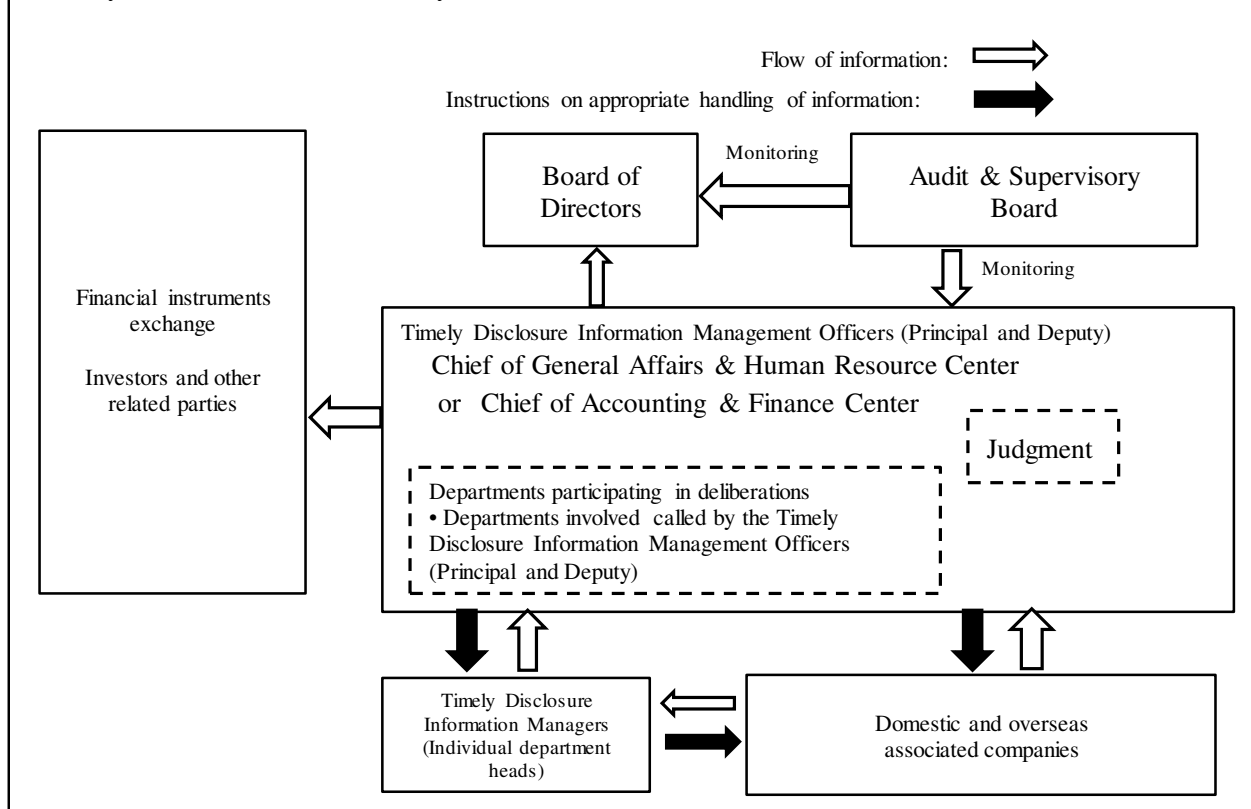 Flow of information:
Instructions on appropriate handling of information:
Board of
Directors
Monitoring
Audit & Supervisory
Board
Monitoring
Financial instruments
exchange
Investors and other
related parties
Timely Disclosure Information Management Officers (Principal and Deputy)
Chief of General Affairs & Human Resource Center
or Chief of Accounting & Finance Center
Judgment
Departments participating in deliberations
• Departments involved called by the Timely
Disclosure Information Management Officers
(Principal and Deputy)
Timely Disclosure
Information Managers
(Individual department
heads)
Domestic and overseas
associated companies